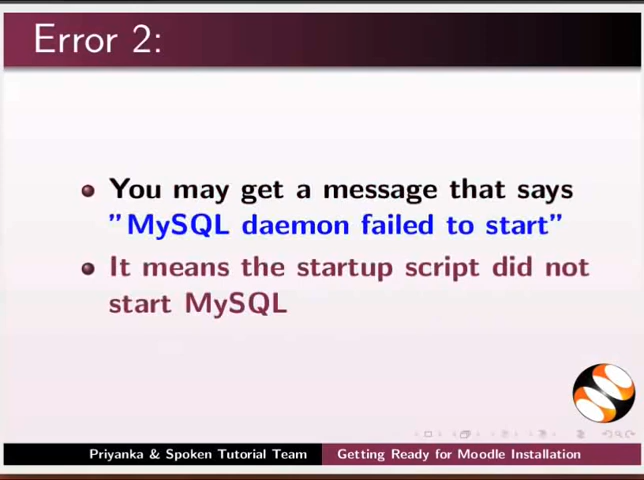 Error 2:
You may get a message that says
"MySQL daemon failed to start"
It means the startup script did not
start MySQL
Priyanka & Spoken Tutorial Team
Getting Ready for Moodle Installation